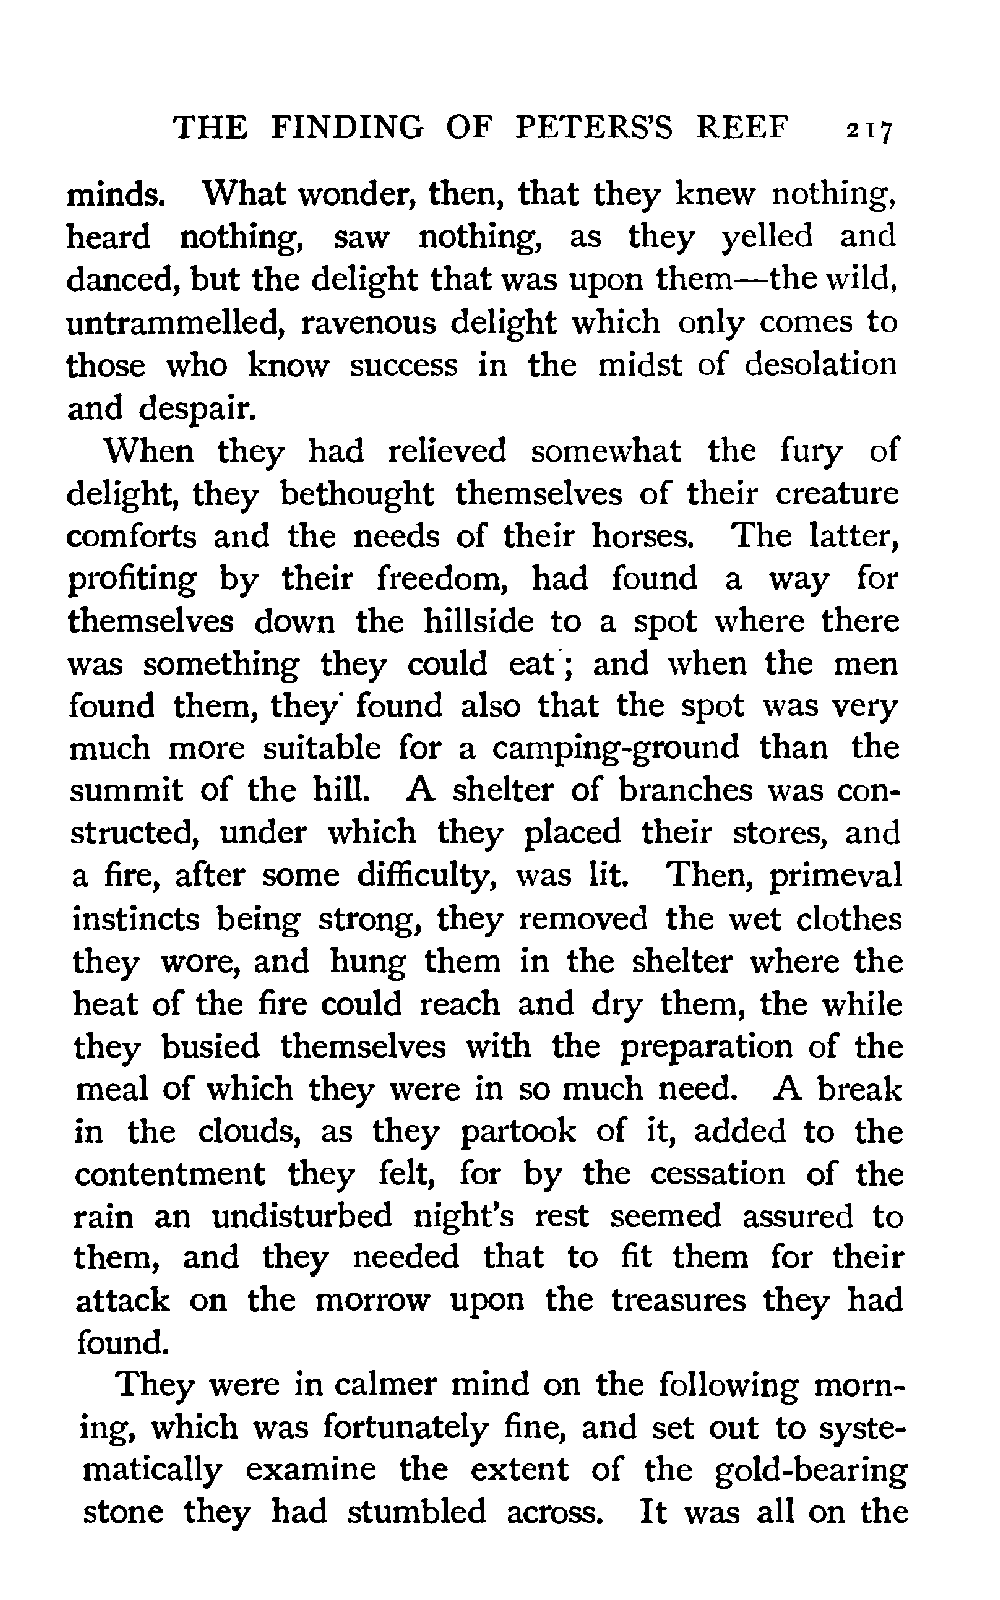 THE FINDING OF PETERS'S REEF 217
minds. What wonder, then, that they knew nothing,
heard nothing, saw nothing, as they yelled and
danced, but the delight that was upon them—the wild,
untrammelled, ravenous delight which only comes to
those who know success in the midst of desolation
and despair.
When they had relieved somewhat the fury of
delight, they bethought themselves of their creature
comforts and the needs of their horses. The latter,
profiting by their freedom, had found a way for
themselves down the hillside to a spot where there
was something they could eat; and when the men
found them, they found also that the spot was very
much more suitable for a camping-ground than the
summit of the hill. A shelter of branches was con-
structed, under which they placed their stores, and
a fire, after some difficulty, was lit. Then, primeval
instincts being strong, they removed the wet clothes
they wore, and hung them in the shelter where the
heat of the fire could reach and dry them, the while
they busied themselves with the preparation of the
meal of which they were in so much need. A break
in the clouds, as they partook of it, added to the
contentment they felt, for by the cessation of the
rain an undisturbed night's rest seemed assured to
them, and they needed that to fit them for their
attack on the morrow upon the treasures they had
found.
They were in calmer mind on the following morn-
ing, which was fortunately fine, and set out to syste-
matically examine the extent of the gold-bearing
stone they had stumbled across. It was all on the